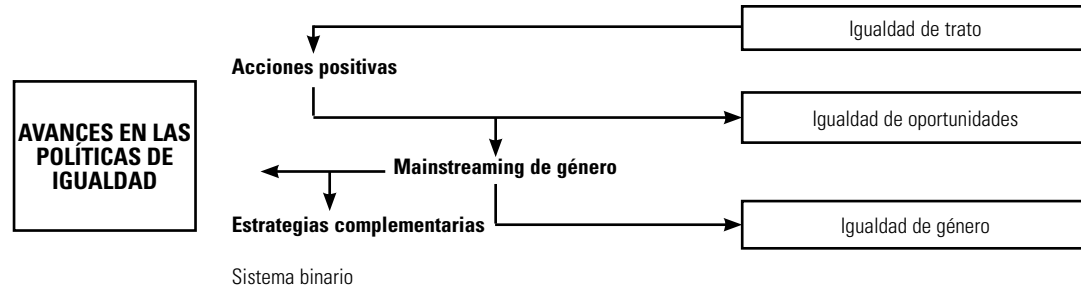 Igualdad de trato
Acciones positivas
AVANCES EN LAS
POLÍTICAS DE
IGUALDAD
Igualdad de oportunidades
Mainstreaming de género
Estrategias complementarias
Igualdad de género
Sistema binario